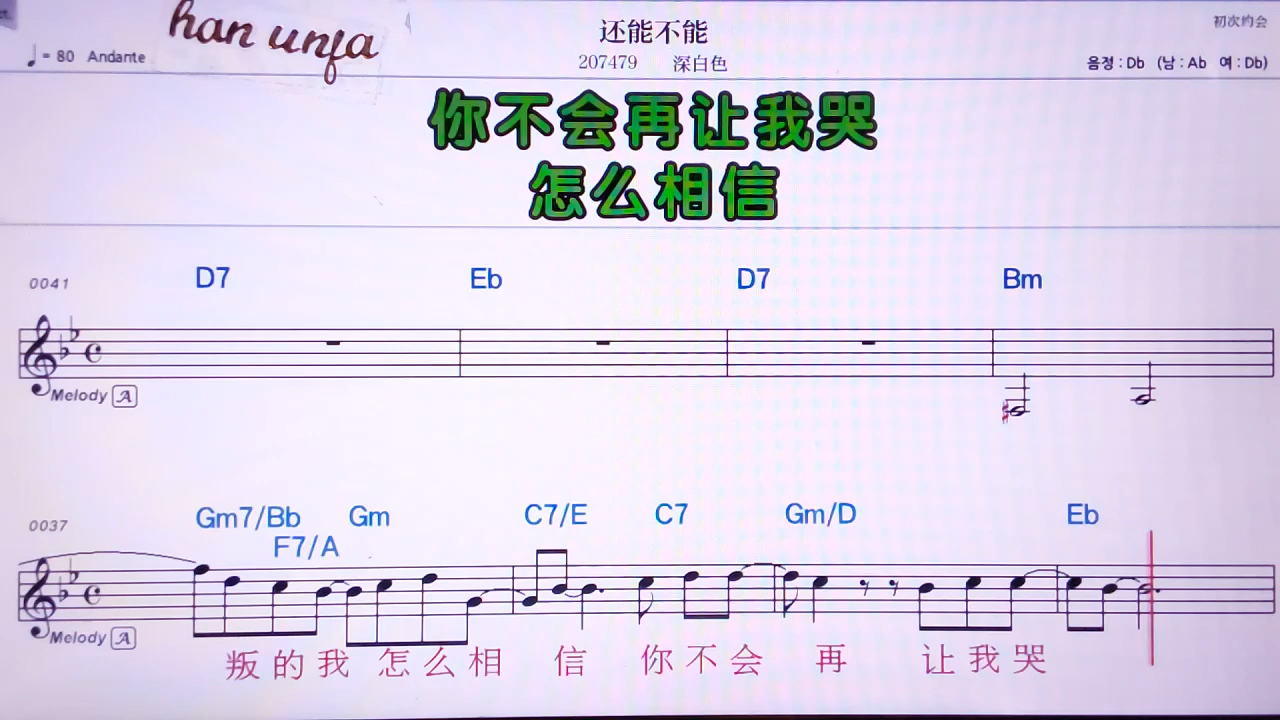 han unja
还能不能
初次约会
♩= 80 Andante
207479 深白色
음정 : Db (남 : Ab 여 : Db)
你不会再让我哭
怎么相信
0041 D7 Eb D7 Bm
Melody A
0037 Gm7/Bb Gm C7/E C7 Gm/D Eb
F7/A
Melody A
叛的我 怎么相 信 你不会 再 让我哭